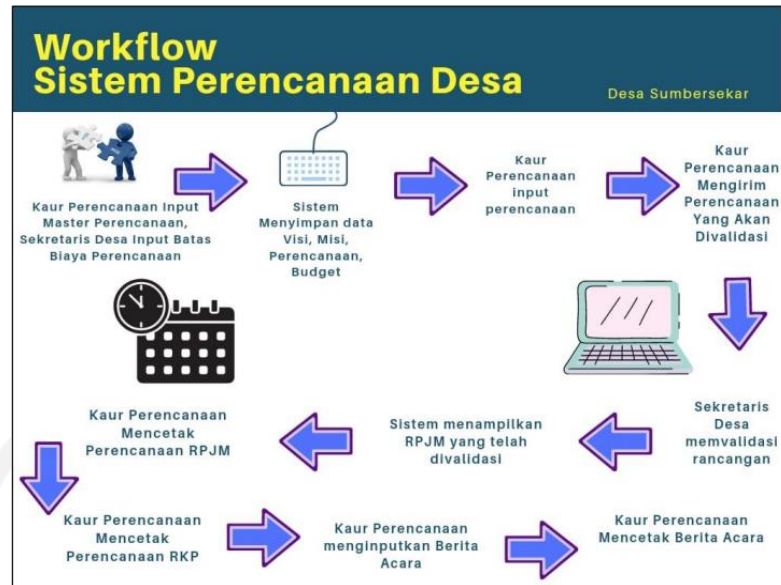 Workflow
Sistem Perencanaan Desa
Desa Sumbersekar
Kaur Perencanaan Input
Master Perencanaan,
Sekretaris Desa Input Batas
Biaya Perencanaan
Sistem
Menyimpan data
Visi, Misi,
Perencanaan,
Budget
Kaur
Perencanaan
input
perencanaan
Kaur
Perencanaan
Mengirim
Perencanaan
Yang Akan
Divalidasi
Sekretaris
Desa
memvalidasi
rancangan
Sistem menampilkan
RPJM yang telah
divalidasi
Kaur Perencanaan
Mencetak
Perencanaan RPJM
Kaur Perencanaan
Mencetak
Perencanaan RKP
Kaur Perencanaan
menginputkan Berita
Acara
Kaur Perencanaan
Mencetak Berita Acara